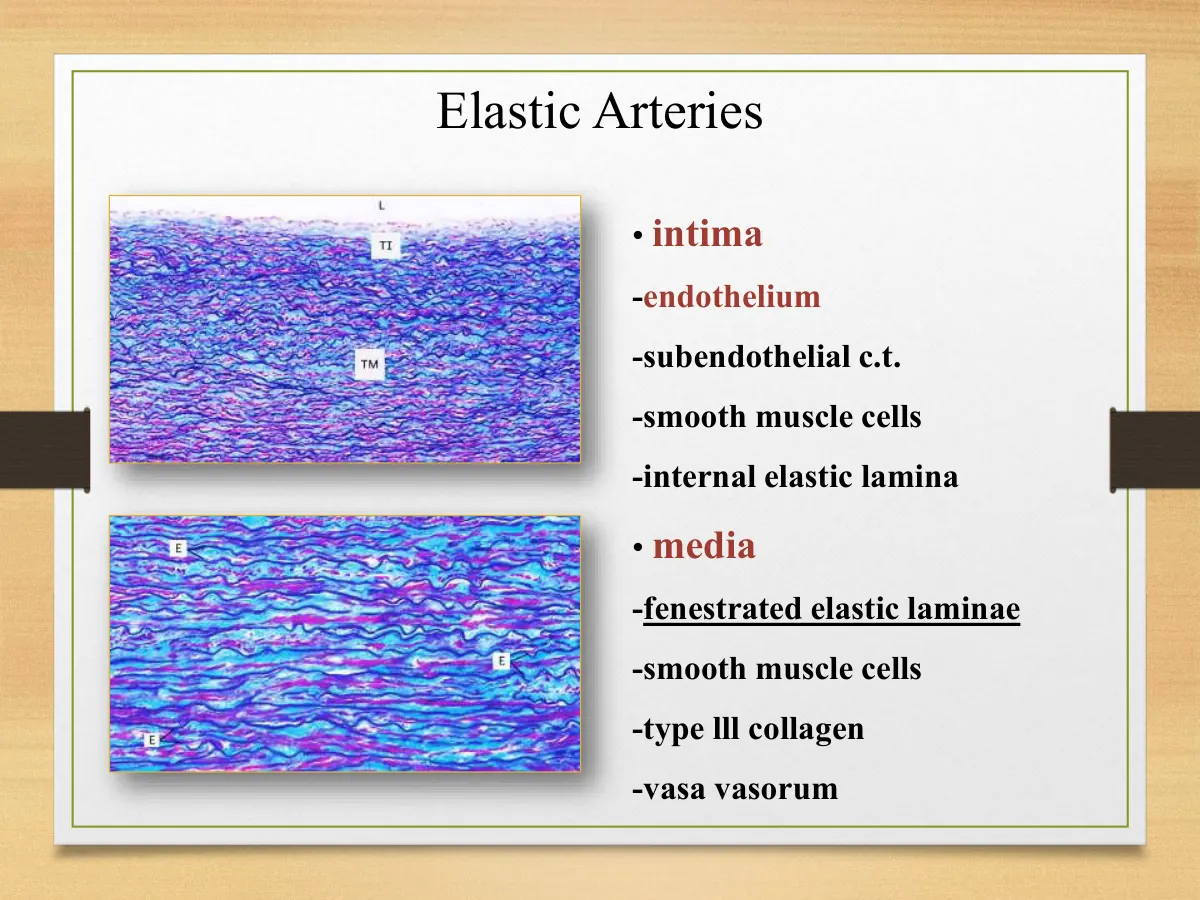 Elastic Arteries
L
TI
TM
E
E
E
• intima
-endothelium
-subendothelial c.t.
-smooth muscle cells
-internal elastic lamina
• media
-fenestrated elastic laminae
-smooth muscle cells
-type lll collagen
-vasa vasorum